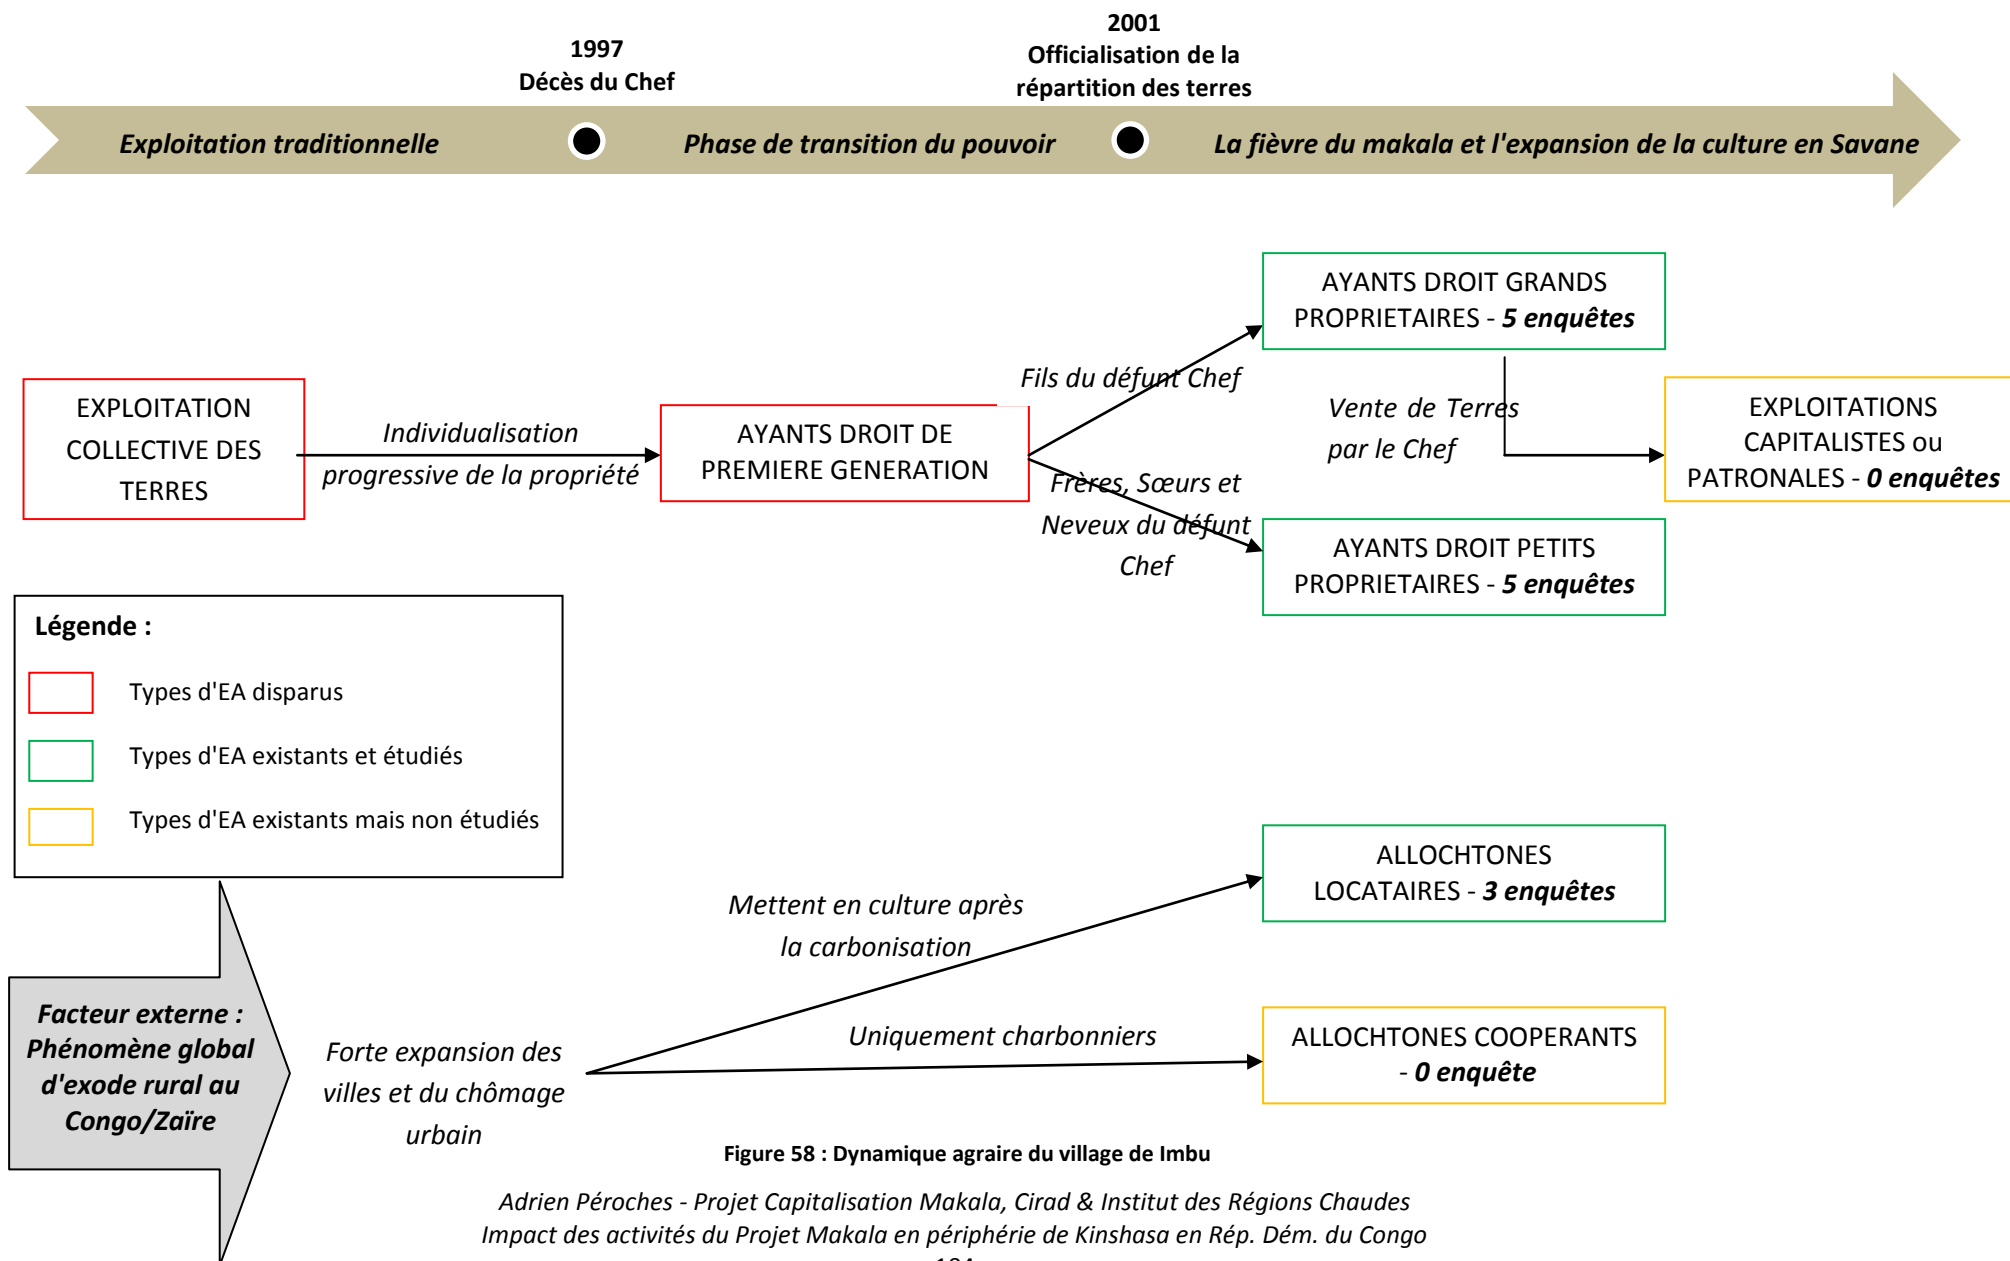 1997
Décès du Chef
2001
Officialisation de la
répartition des terres
Exploitation traditionnelle
Phase de transition du pouvoir
La fièvre du makala et l'expansion de la culture en Savane
EXPLOITATION
COLLECTIVE DES
TERRES
Individualisation
progressive de la propriété
AYANTS DROIT DE
PREMIERE GENERATION
Fils du défunt Chef
Frères, Sœurs et
Neveux du défunt
Chef
AYANTS DROIT GRANDS
PROPRIETAIRES - 5 enquêtes
Vente de Terres
par le Chef
EXPLOITATIONS
CAPITALISTES ou
PATRONALES - 0 enquêtes
AYANTS DROIT PETITS
PROPRIETAIRES - 5 enquêtes
Légende :
Types d'EA disparus
Types d'EA existants et étudiés
Types d'EA existants mais non étudiés
Facteur externe :
Phénomène global
d'exode rural au
Congo/Zaïre
Forte expansion des
villes et du chômage
urbain
Mettent en culture après
la carbonisation
Uniquement charbonniers
ALLOCHTONES
LOCATAIRES - 3 enquêtes
ALLOCHTONES COOPERANTS
- 0 enquête
Figure 58 : Dynamique agraire du village de Imbu
Adrien Péroches - Projet Capitalisation Makala, Cirad & Institut des Régions Chaudes
Impact des activités du Projet Makala en périphérie de Kinshasa en Rép. Dém. du Congo